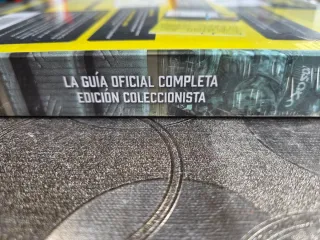 LA GUÍA OFICIAL COMPLETA
EDICIÓN COLECCIONISTA